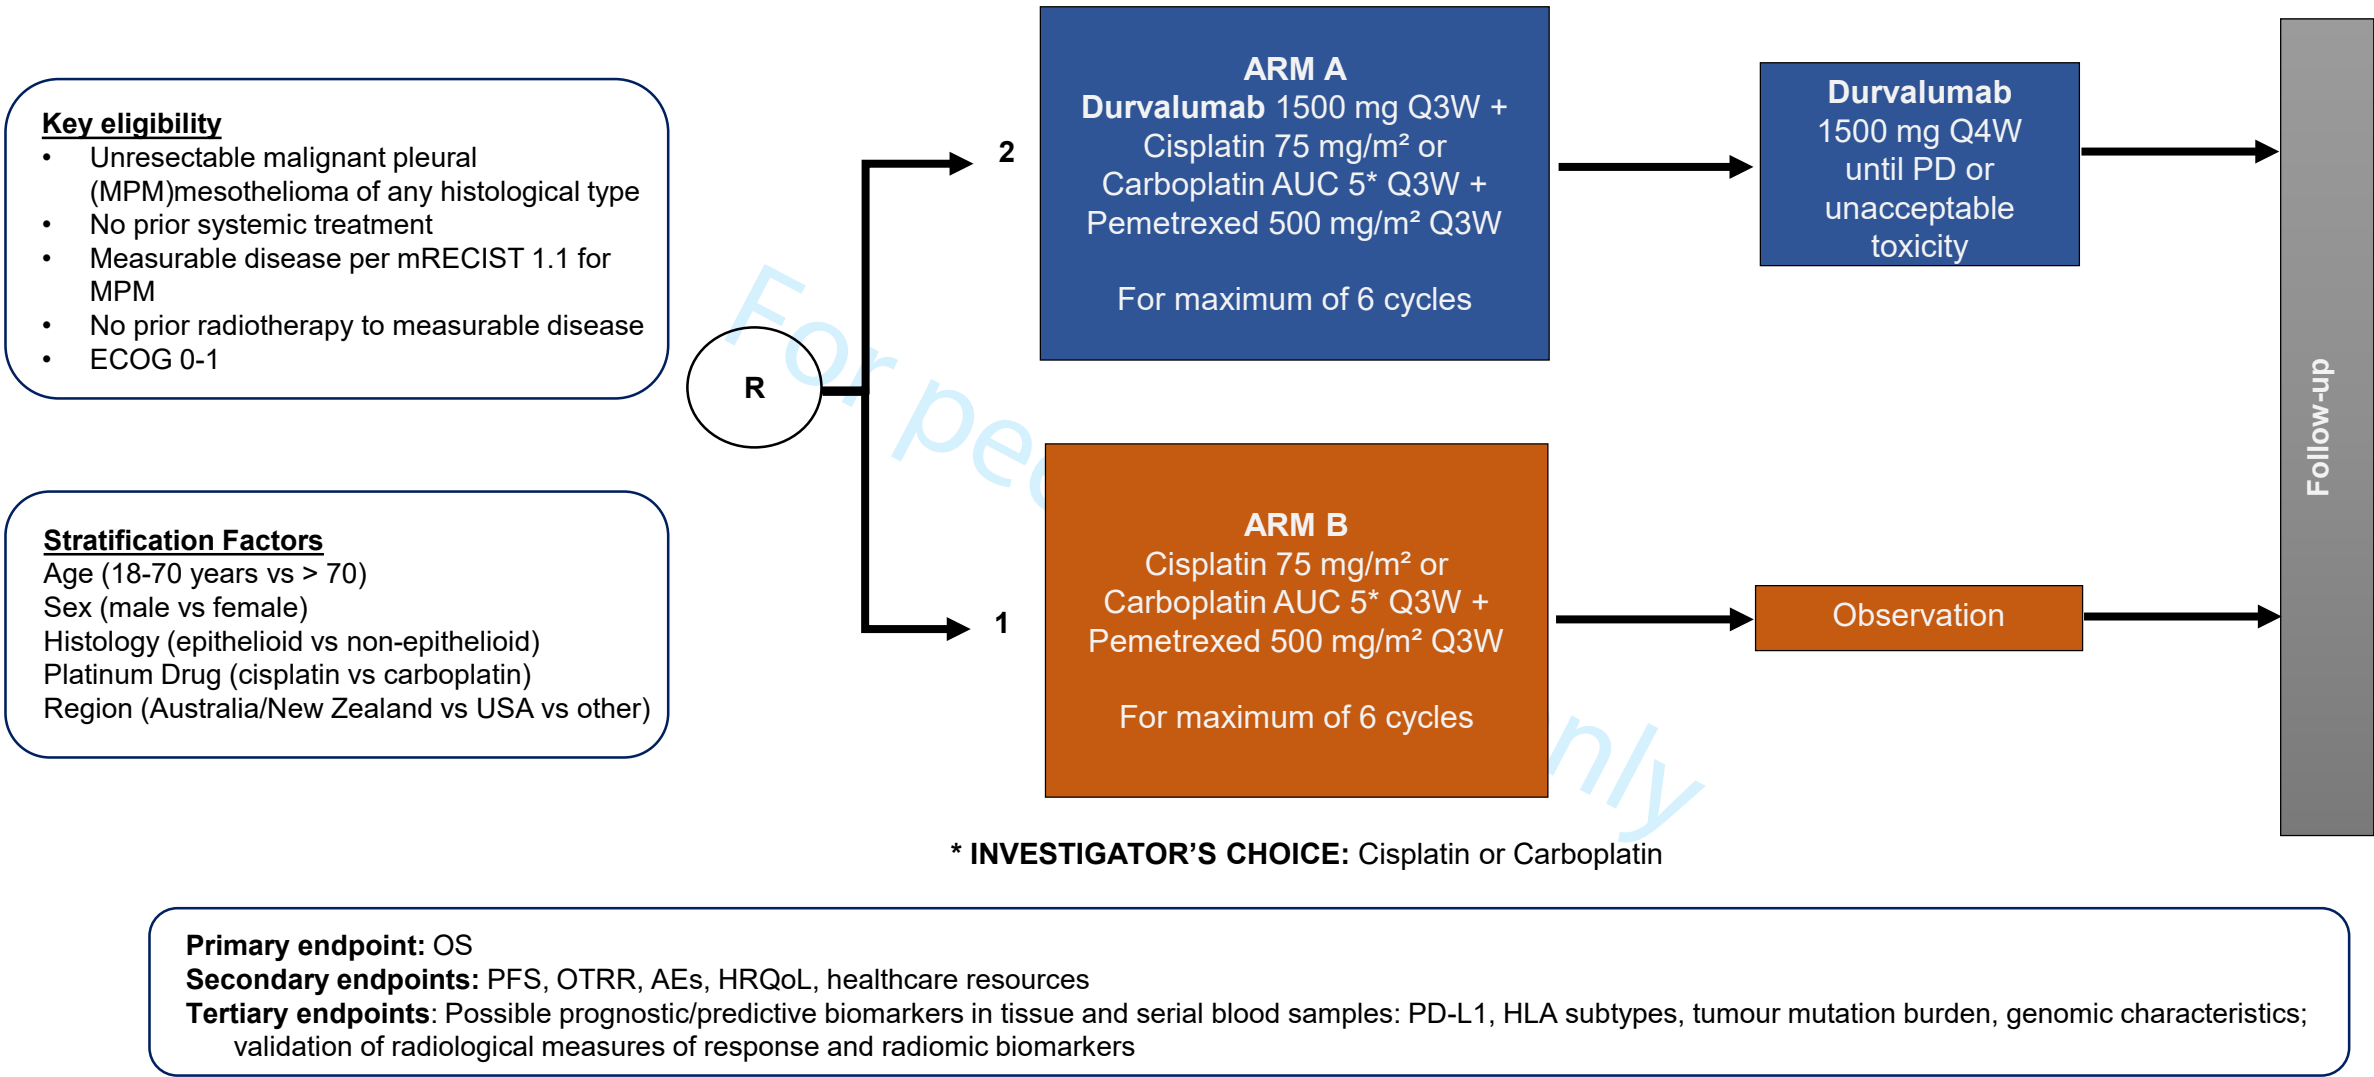 Key eligibility
• Unresectable malignant pleural
(MPM)mesothelioma of any histological type
• No prior systemic treatment
• Measurable disease per mRECIST 1.1 for
MPM
• No prior radiotherapy to measurable disease
• ECOG 0-1
Stratification Factors
Age (18-70 years vs > 70)
Sex (male vs female)
Histology (epithelioid vs non-epithelioid)
Platinum Drug (cisplatin vs carboplatin)
Region (Australia/New Zealand vs USA vs other)
R
2
ARM A
Durvalumab 1500 mg Q3W +
Cisplatin 75 mg/m² or
Carboplatin AUC 5* Q3W +
Pemetrexed 500 mg/m² Q3W
For maximum of 6 cycles
Durvalumab
1500 mg Q4W
until PD or
unacceptable
toxicity
1
ARM B
Cisplatin 75 mg/m² or
Carboplatin AUC 5* Q3W +
Pemetrexed 500 mg/m² Q3W
For maximum of 6 cycles
Observation
Follow-up
* INVESTIGATOR'S CHOICE: Cisplatin or Carboplatin
Primary endpoint: OS
Secondary endpoints: PFS, OTRR, AEs, HRQoL, healthcare resources
Tertiary endpoints: Possible prognostic/predictive biomarkers in tissue and serial blood samples: PD-L1, HLA subtypes, tumour mutation burden, genomic characteristics;
validation of radiological measures of response and radiomic biomarkers
For